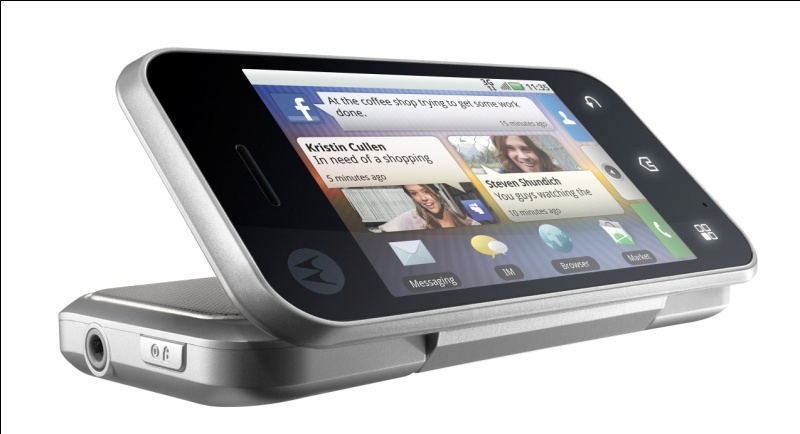 3G
11:35
f
At the coffee shop trying to get some work
done.
15 minutes ago
Kristin Cullen
In need of a shopping
5 minutes ago
Steven Shundich
You guys watching the
10 minutes ago
Messaging
IM
Browser
Market